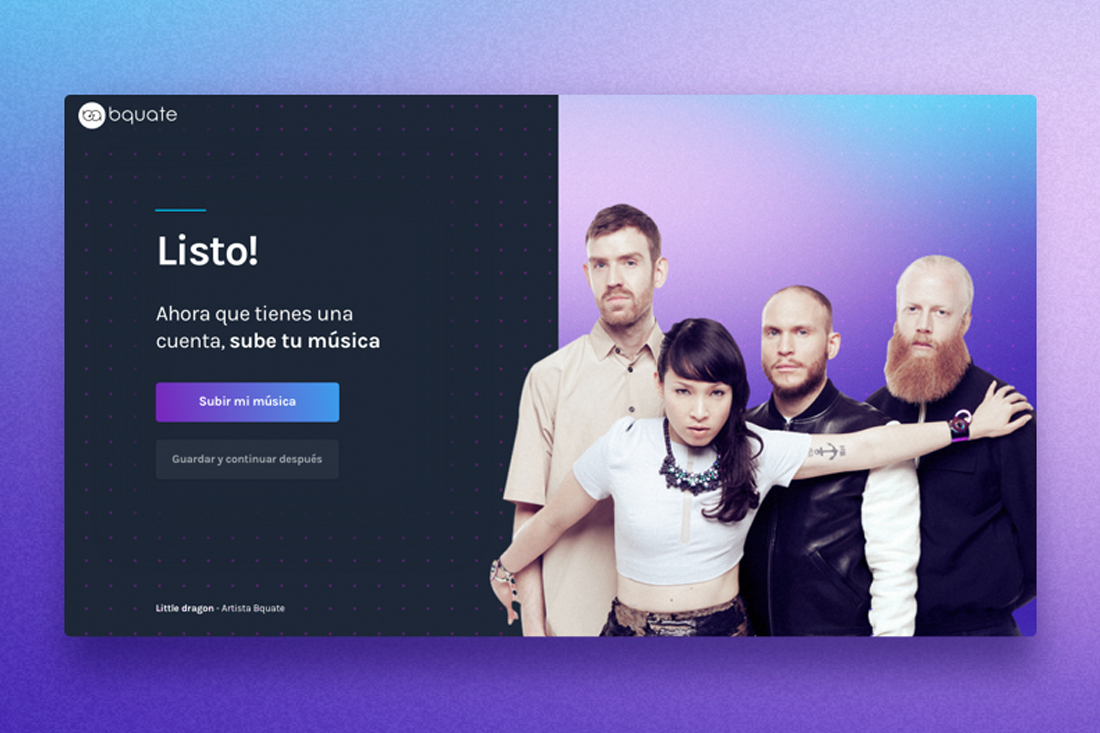 bquate
Listo!
Ahora que tienes una
cuenta, sube tu música
Subir mi música
Guardar y continuar después
Little dragon - Artista Bquate